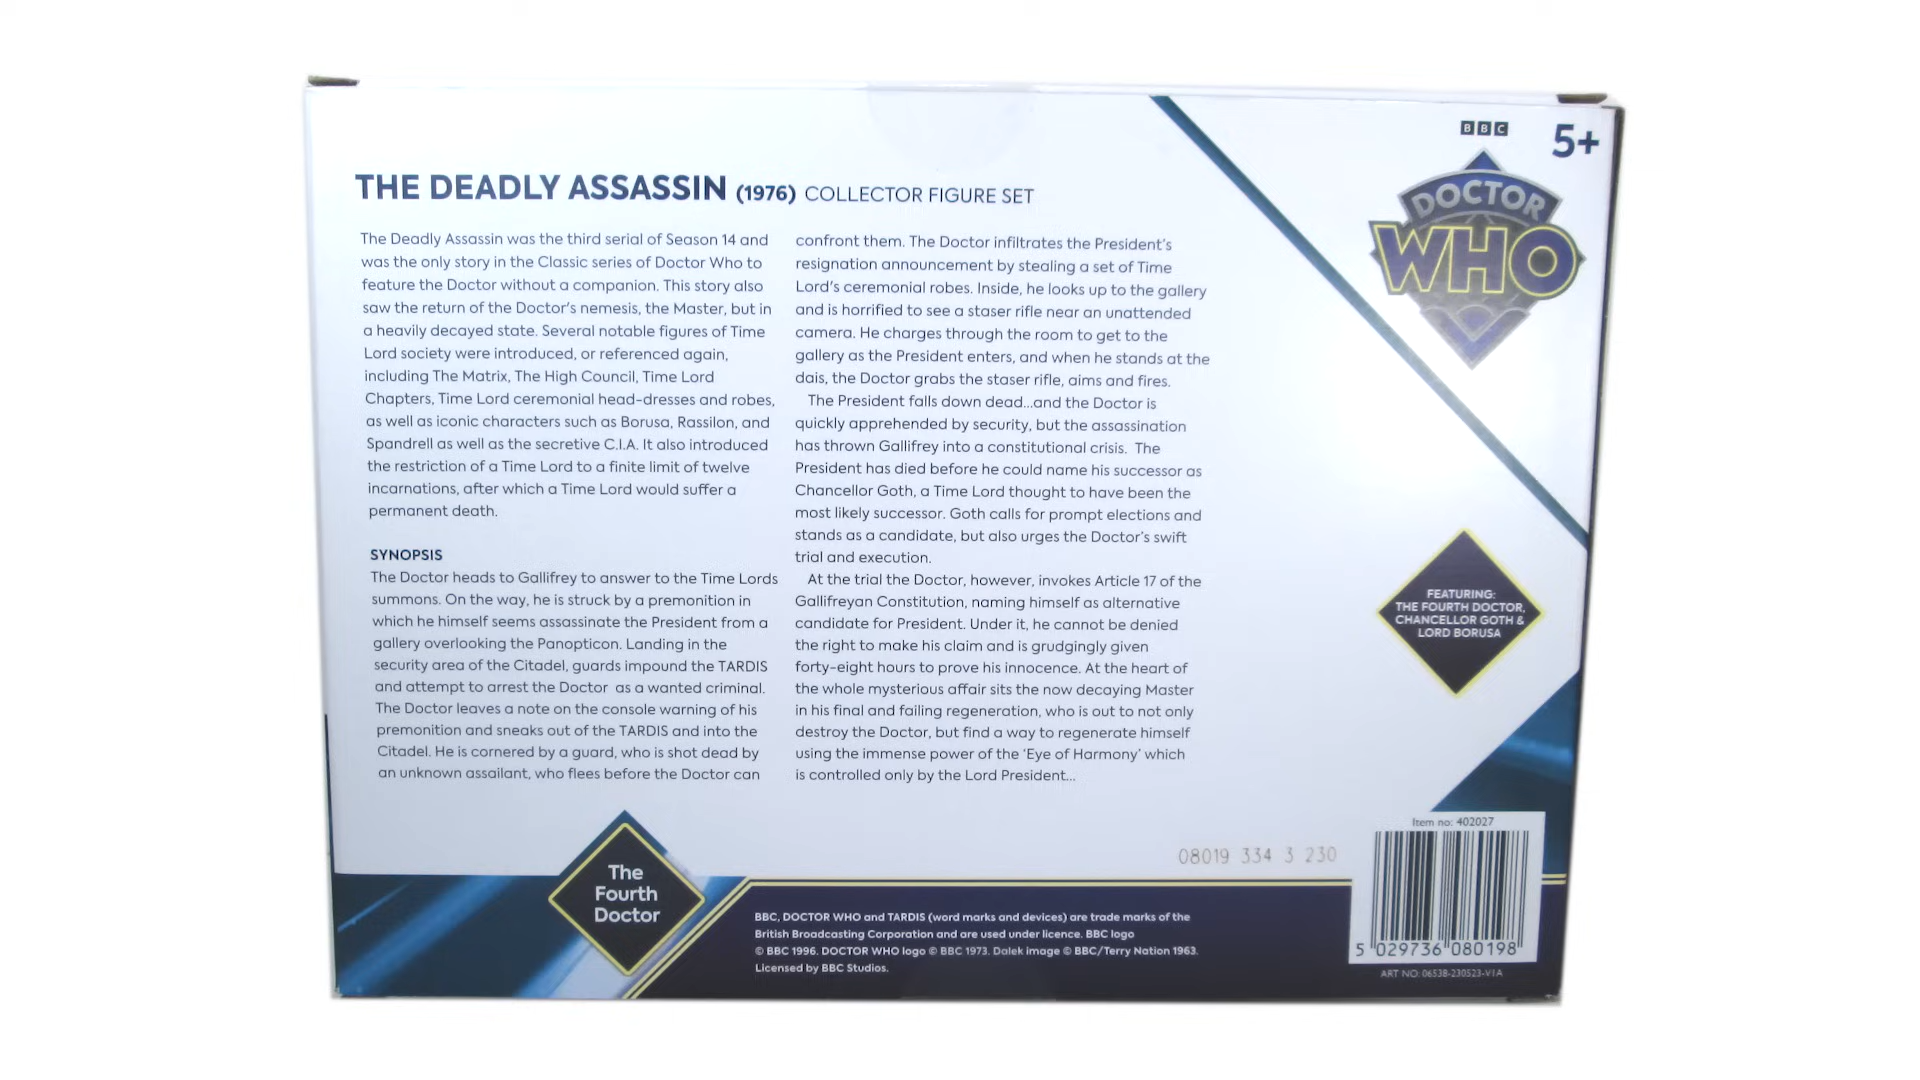 BBC
5+
DOCTOR
WHO
THE DEADLY ASSASSIN (1976) COLLECTOR FIGURE SET
The Deadly Assassin was the third serial of Season 14 and
was the only story in the Classic series of Doctor Who to
feature the Doctor without a companion. This story also
saw the return of the Doctor's nemesis, the Master, but in
a heavily decayed state. Several notable figures of Time
Lord society were introduced, or referenced again,
including The Matrix, The High Council, Time Lord
Chapters, Time Lord ceremonial head-dresses and robes,
as well as iconic characters such as Borusa, Rassilon, and
Spandrell as well as the secretive C.I.A. It also introduced
the restriction of a Time Lord to a finite limit of twelve
incarnations, after which a Time Lord would suffer a
permanent death.
SYNOPSIS
The Doctor heads to Gallifrey to answer to the Time Lords
summons. On the way, he is struck by a premonition in
which he himself seems assassinate the President from a
gallery overlooking the Panopticon. Landing in the
security area of the Citadel, guards impound the TARDIS
and attempt to arrest the Doctor as a wanted criminal.
The Doctor leaves a note on the console warning of his
premonition and sneaks out of the TARDIS and into the
Citadel. He is cornered by a guard, who is shot dead by
an unknown assailant, who flees before the Doctor can
confront them. The Doctor infiltrates the President's
resignation announcement by stealing a set of Time
Lord's ceremonial robes. Inside, he looks up to the gallery
and is horrified to see a staser rifle near an unattended
camera. He charges through the room to get to the
gallery as the President enters, and when he stands at the
dais, the Doctor grabs the staser rifle, aims and fires.
The President falls down dead...and the Doctor is
quickly apprehended by security, but the assassination
has thrown Gallifrey into a constitutional crisis. The
President has died before he could name his successor as
Chancellor Goth, a Time Lord thought to have been the
most likely successor. Goth calls for prompt elections and
stands as a candidate, but also urges the Doctor's swift
trial and execution.
At the trial the Doctor, however, invokes Article 17 of the
Gallifreyan Constitution, naming himself as alternative
candidate for President. Under it, he cannot be denied
the right to make his claim and is grudgingly given
forty-eight hours to prove his innocence. At the heart of
the whole mysterious affair sits the now decaying Master
in his final and failing regeneration, who is out to not only
destroy the Doctor, but find a way to regenerate himself
using the immense power of the 'Eye of Harmony' which
is controlled only by the Lord President...
FEATURING:
THE FOURTH DOCTOR,
CHANCELLOR GOTH &
LORD BORUSA
The
Fourth
Doctor
08019 334 3 230
BBC, DOCTOR WHO and TARDIS (word marks and devices) are trade marks of the
British Broadcasting Corporation and are used under licence. BBC logo
© BBC 1996. DOCTOR WHO logo © BBC 1973. Dalek image © BBC/Terry Nation 1963.
Licensed by BBC Studios.
Item no: 402027
5 029736 080198
ART NO: 06538-230523-V1A